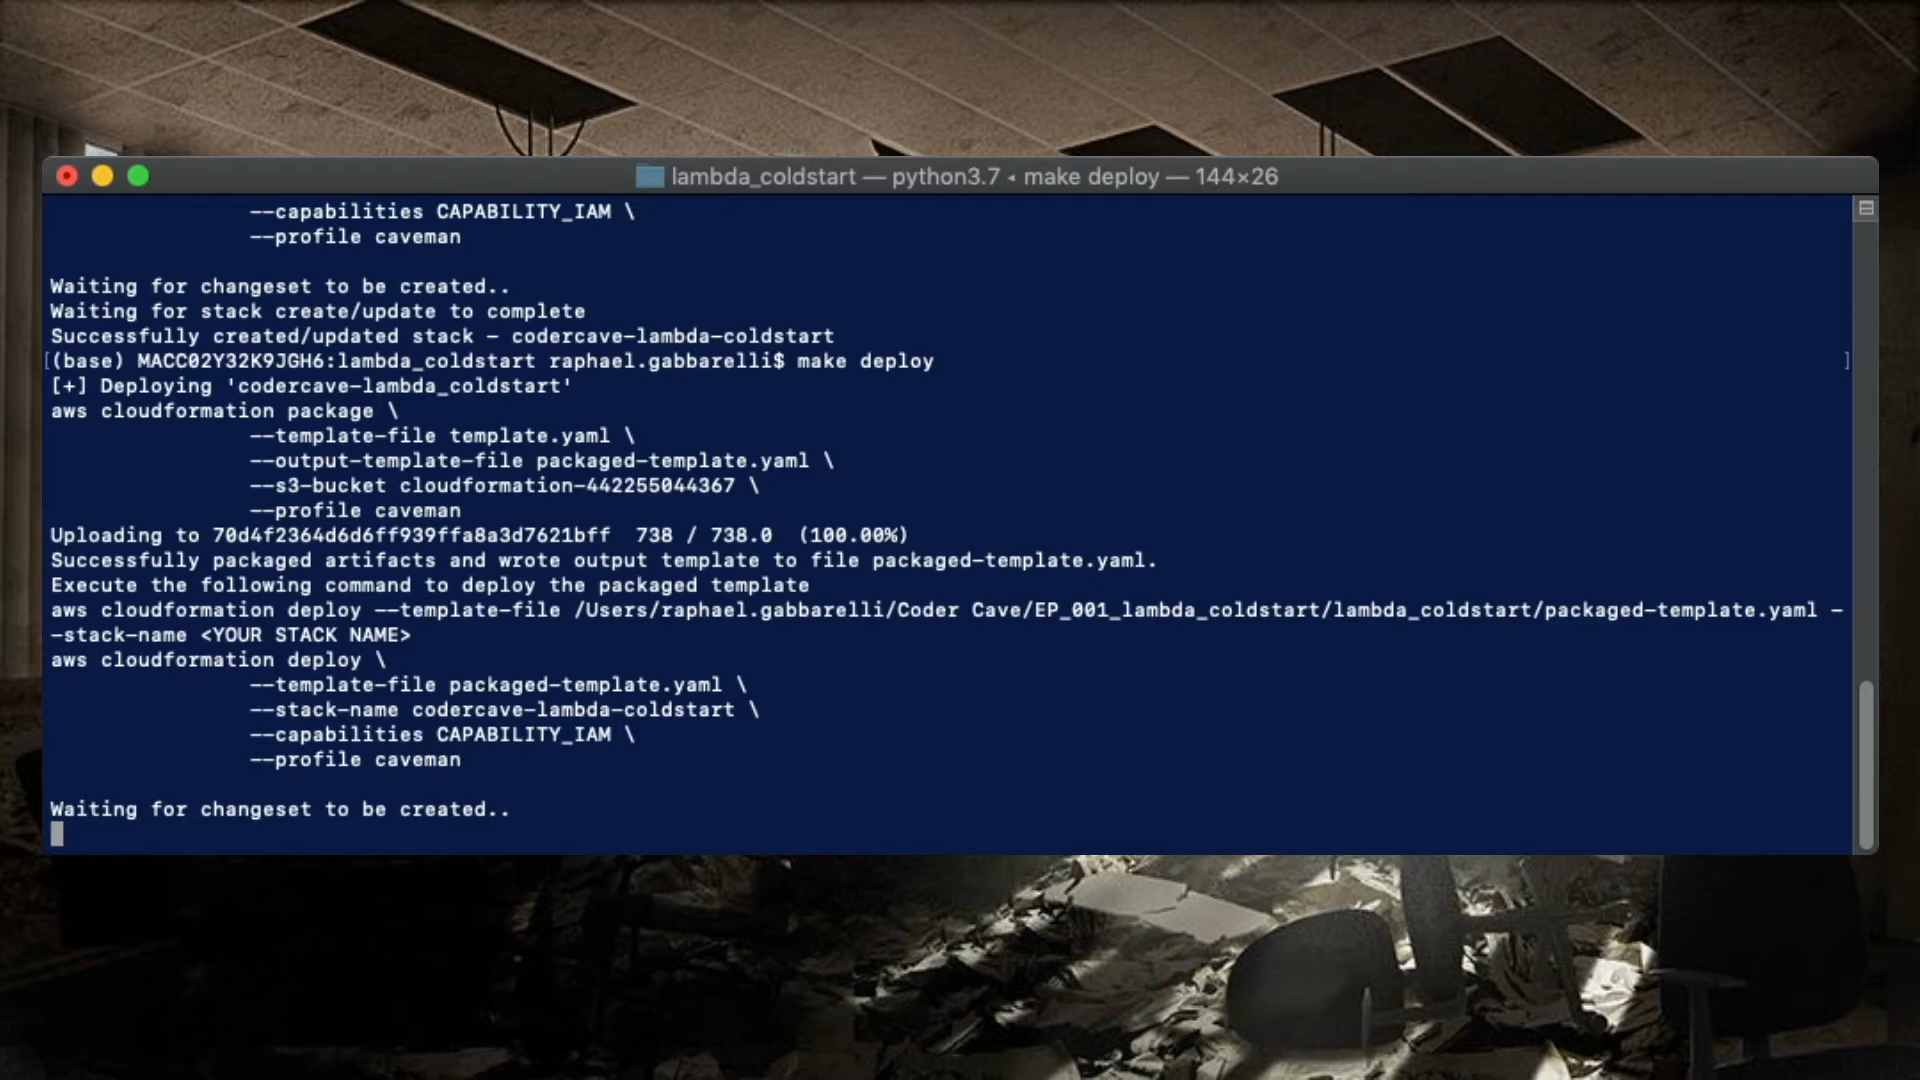 lambda_coldstart — python3.7 ◂ make deploy — 144×26
--capabilities CAPABILITY_IAM \
--profile caveman
Waiting for changeset to be created..
Waiting for stack create/update to complete
Successfully created/updated stack - codercave-lambda-coldstart
[(base) MACC02Y32K9JGH6:lambda_coldstart raphael.gabbarelli$ make deploy ]
[+] Deploying 'codercave-lambda_coldstart'
aws cloudformation package \
--template-file template.yaml \
--output-template-file packaged-template.yaml \
--s3-bucket cloudformation-442255044367 \
--profile caveman
Uploading to 70d4f2364d6d6ff939ffa8a3d7621bff  738 / 738.0  (100.00%)
Successfully packaged artifacts and wrote output template to file packaged-template.yaml.
Execute the following command to deploy the packaged template
aws cloudformation deploy --template-file /Users/raphael.gabbarelli/Coder Cave/EP_001_lambda_coldstart/lambda_coldstart/packaged-template.yaml -
-stack-name <YOUR STACK NAME>
aws cloudformation deploy \
--template-file packaged-template.yaml \
--stack-name codercave-lambda-coldstart \
--capabilities CAPABILITY_IAM \
--profile caveman
Waiting for changeset to be created..